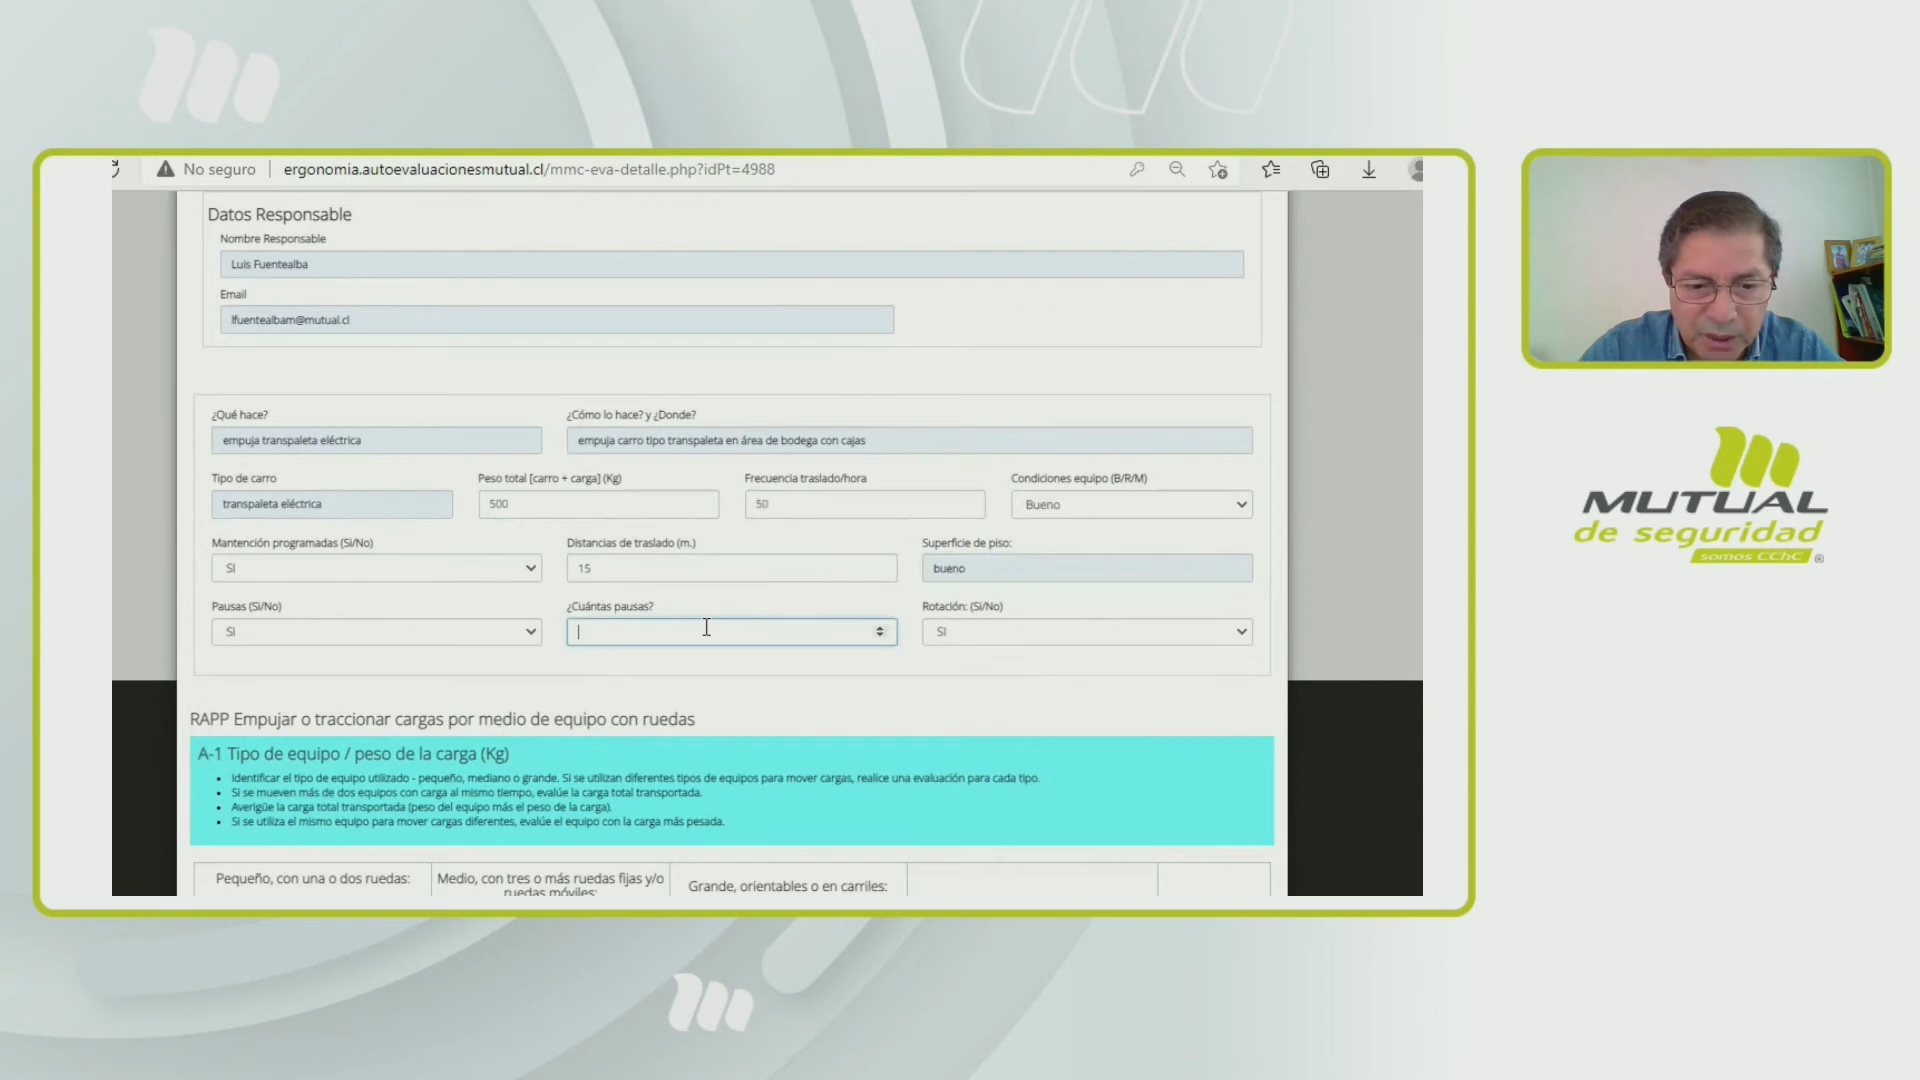 No seguro
ergonomia.autoevaluacionesmutual.cl/mmc-eva-detalle.php?idPt=4988
Datos Responsable
Nombre Responsable
Luis Fuentealba
Email
lfuentealbam@mutual.cl
¿Qué hace?
¿Cómo lo hace? y ¿Donde?
empuja transpaleta eléctrica
empuja carro tipo transpaleta en área de bodega con cajas
Tipo de carro
Peso total [carro + carga] (Kg)
Frecuencia traslado/hora
Condiciones equipo (B/R/M)
transpaleta eléctrica
500
50
Bueno
Mantención programadas (Si/No)
Distancias de traslado (m.)
Superficie de piso:
SI
15
bueno
Pausas (Si/No)
¿Cuántas pausas?
Rotación: (Si/No)
SI
SI
RAPP Empujar o traccionar cargas por medio de equipo con ruedas
A-1 Tipo de equipo / peso de la carga (Kg)
• Identificar el tipo de equipo utilizado - pequeño, mediano o grande. Si se utilizan diferentes tipos de equipos para mover cargas, realice una evaluación para cada tipo.
• Si se mueven más de dos equipos con carga al mismo tiempo, evalúe la carga total transportada.
• Averigüe la carga total transportada (peso del equipo más el peso de la carga).
• Si se utiliza el mismo equipo para mover cargas diferentes, evalúe el equipo con la carga más pesada.
Pequeño, con una o dos ruedas:
Medio, con tres o más ruedas fijas y/o
ruedas móviles:
Grande, orientables o en carriles:
MUTUAL
de seguridad
somos CChC ®